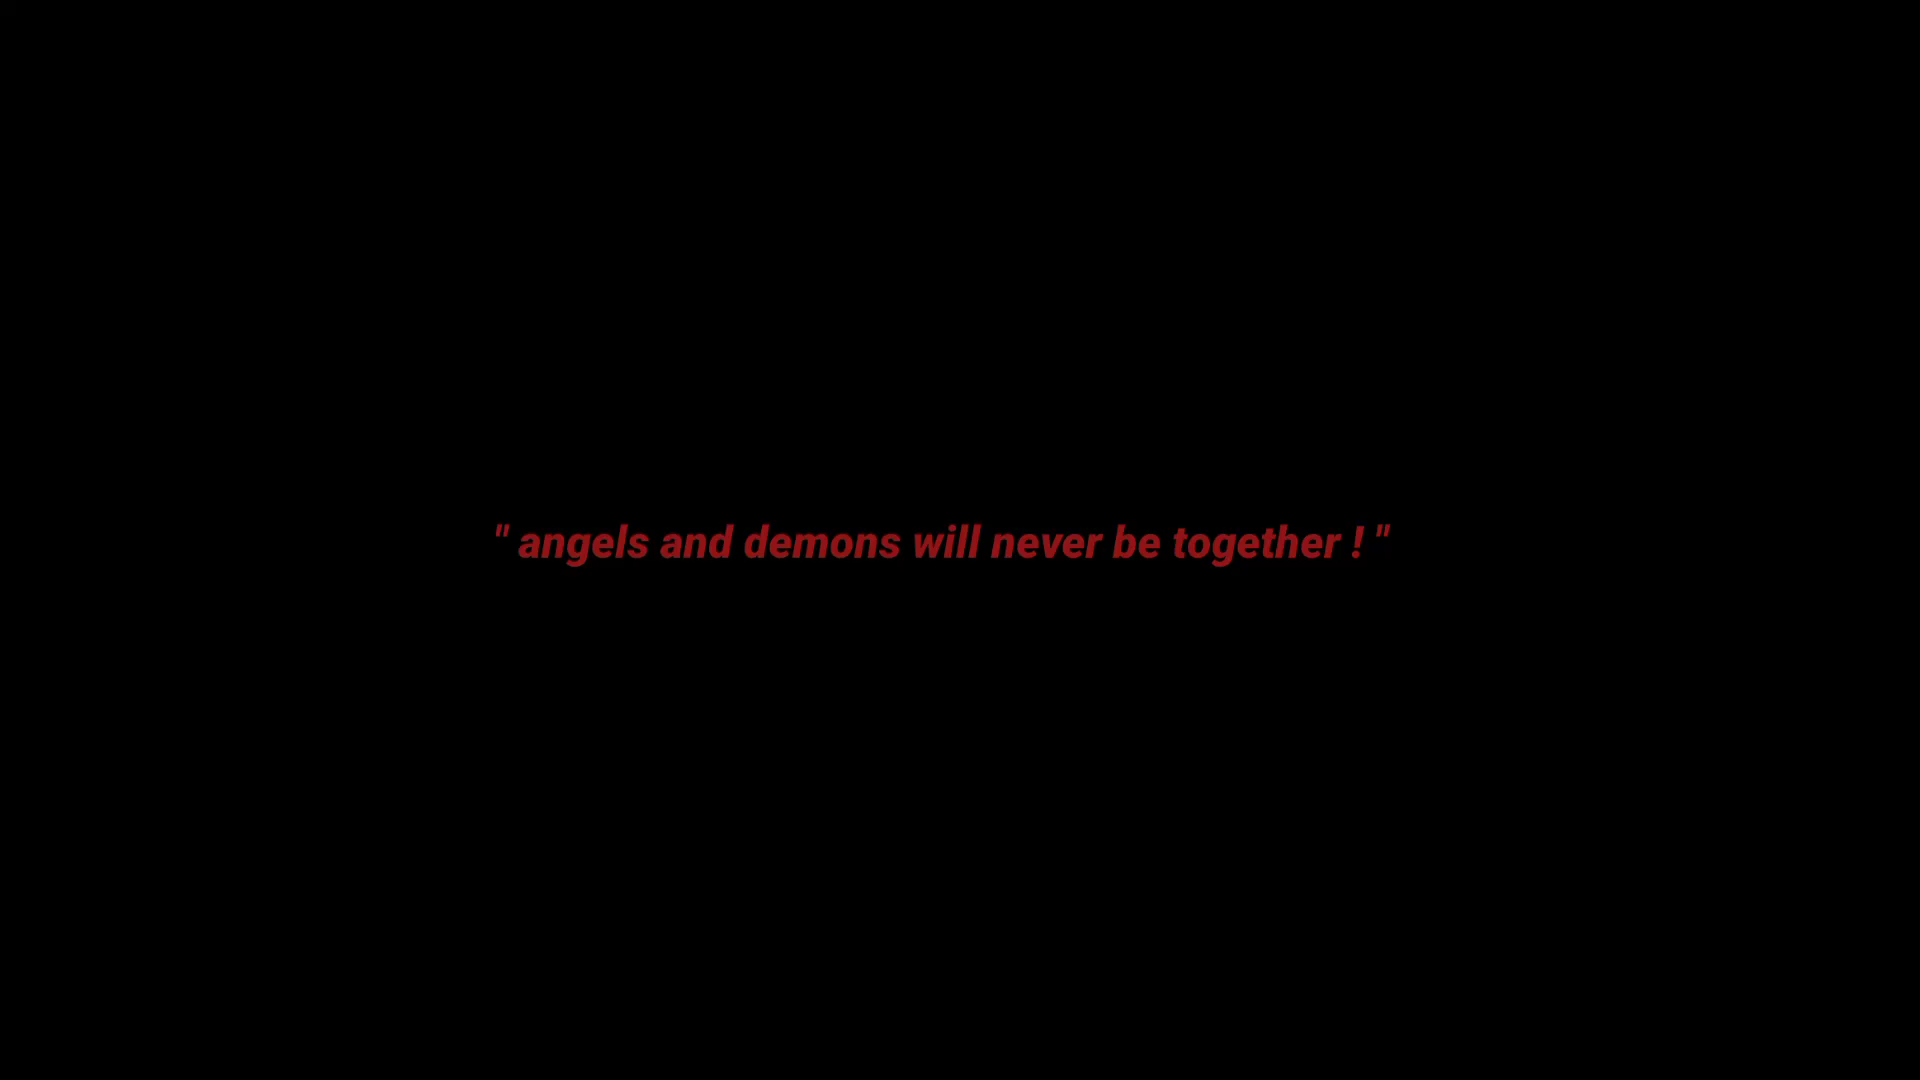 " angels and demons will never be together ! "